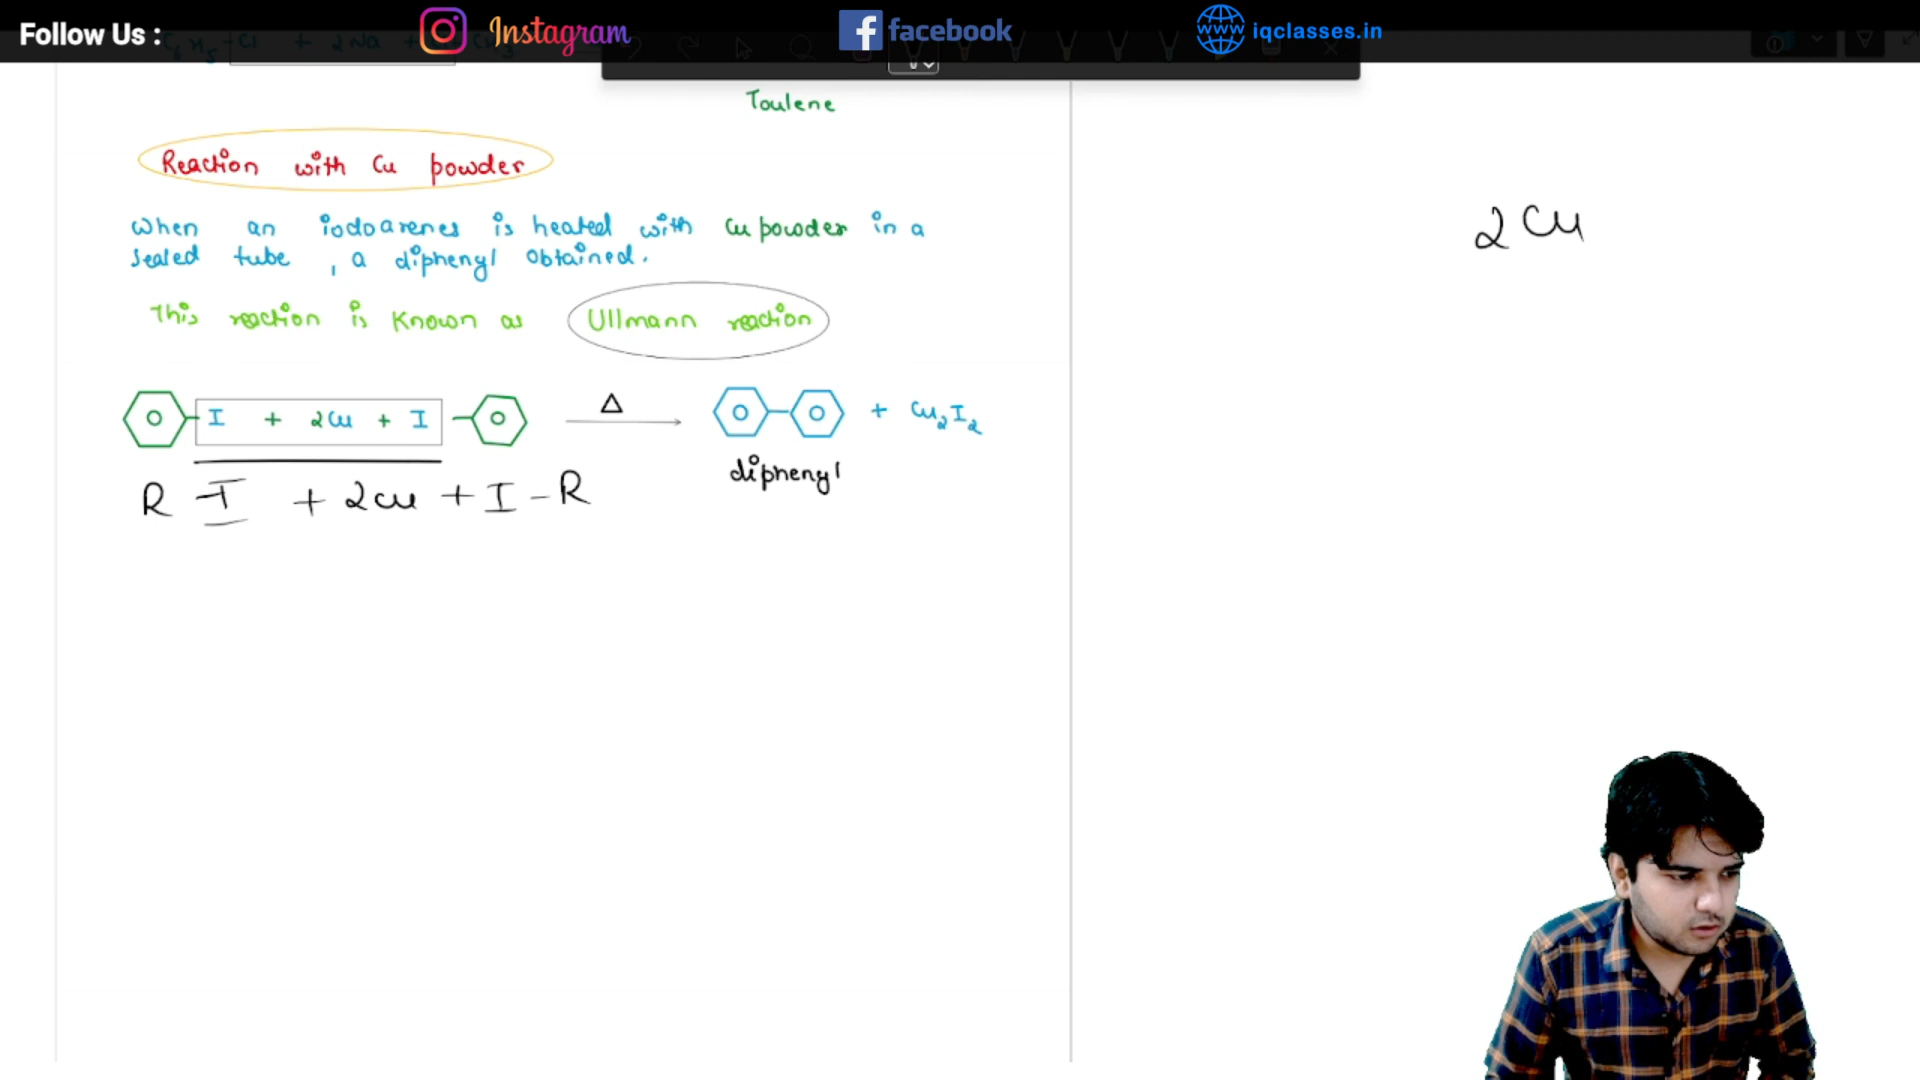 Follow Us : Instagram facebook iqclasses.in
Toulene
Reaction with Cu powder
When an iodoarenes is heated with Cu powder in a
sealed tube , a diphenyl obtained.
This reaction is known as Ullmann reaction
I + 2Cu + I Δ + Cu₂I₂
diphenyl
R - I + 2Cu + I - R
2Cu